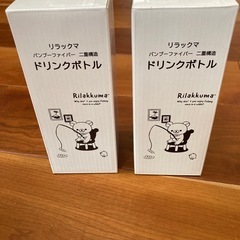 リラックマ
バンブーファイバー 二重構造
ドリンクボトル
Rilakkuma
リラックマ
バンブーファイバー 二重構造
ドリンクボトル
Rilakkuma